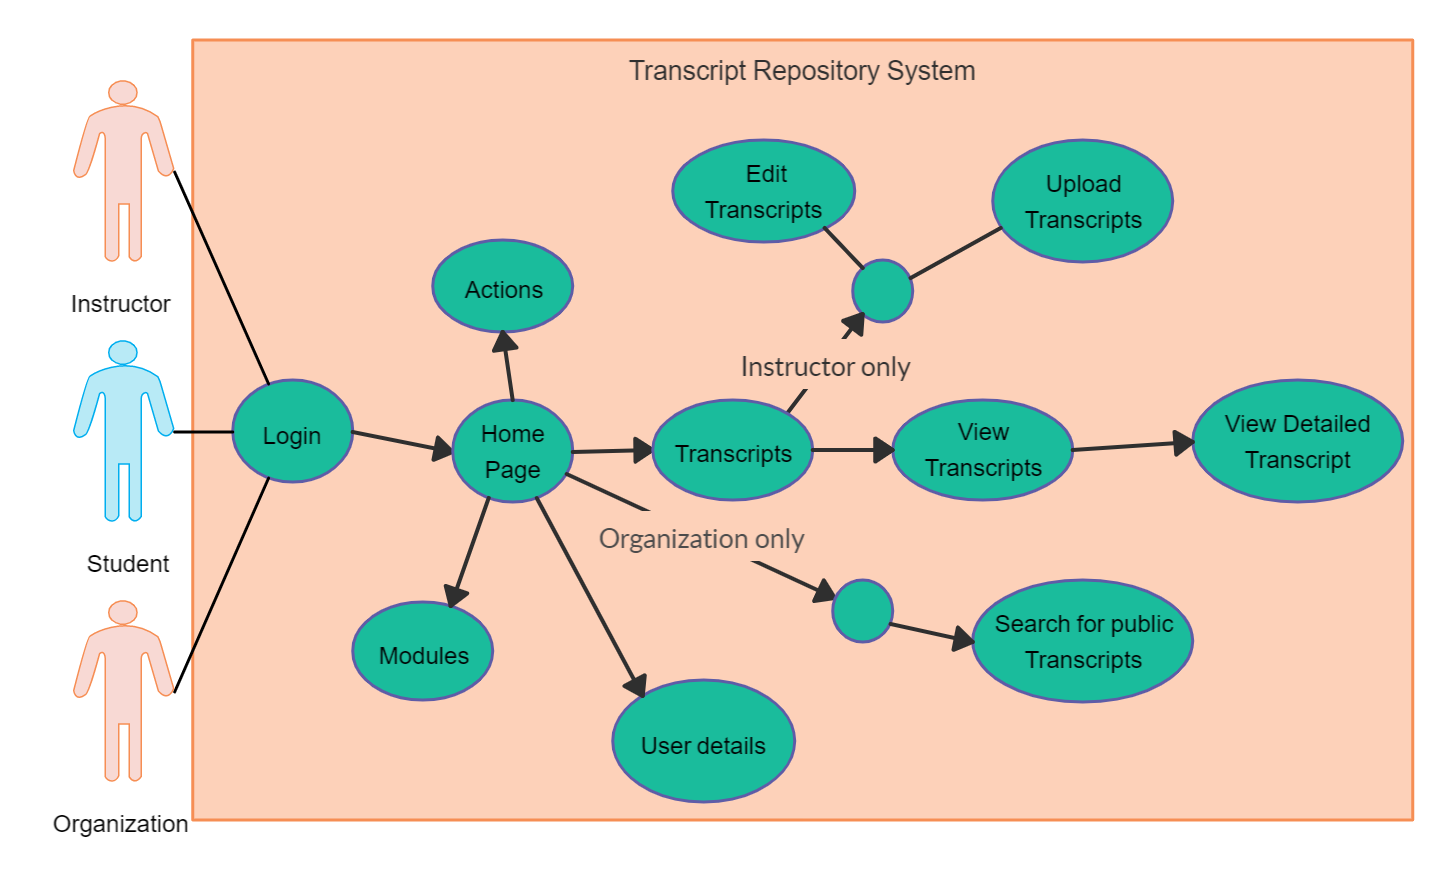 Transcript Repository System
Edit
Transcripts
Upload
Transcripts
Instructor
Actions
Instructor only
Login
Home
Page
Transcripts
View
Transcripts
View Detailed
Transcript
Organization only
Student
Modules
Search for public
Transcripts
User details
Organization